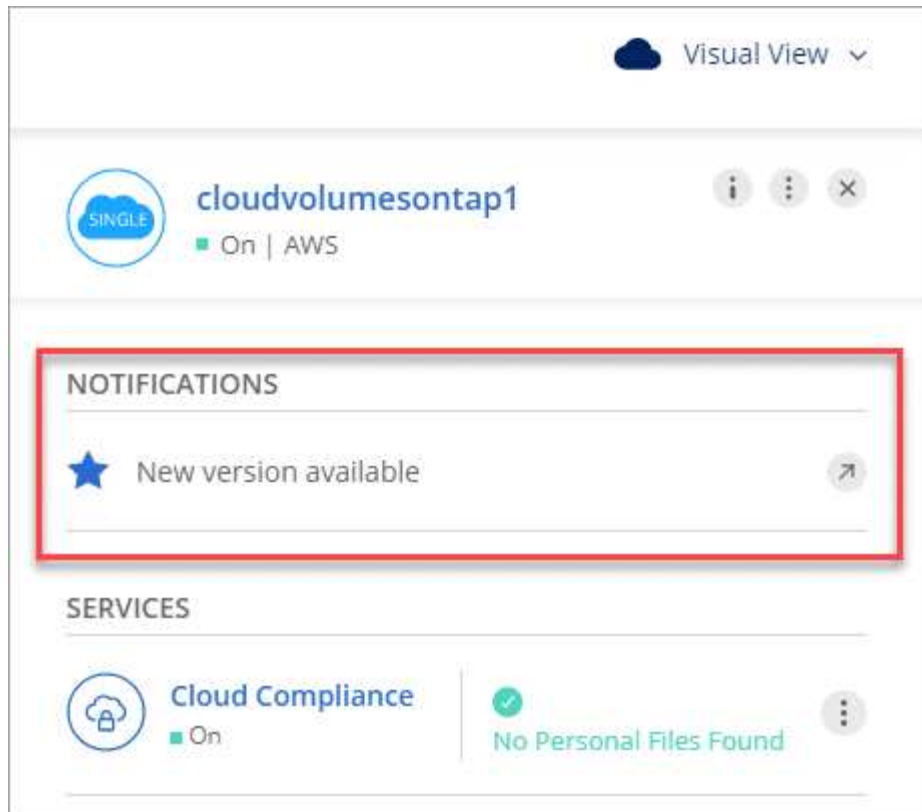 Visual View
SINGLE
cloudvolumesontap1
On | AWS
NOTIFICATIONS
New version available
SERVICES
Cloud Compliance
On
No Personal Files Found